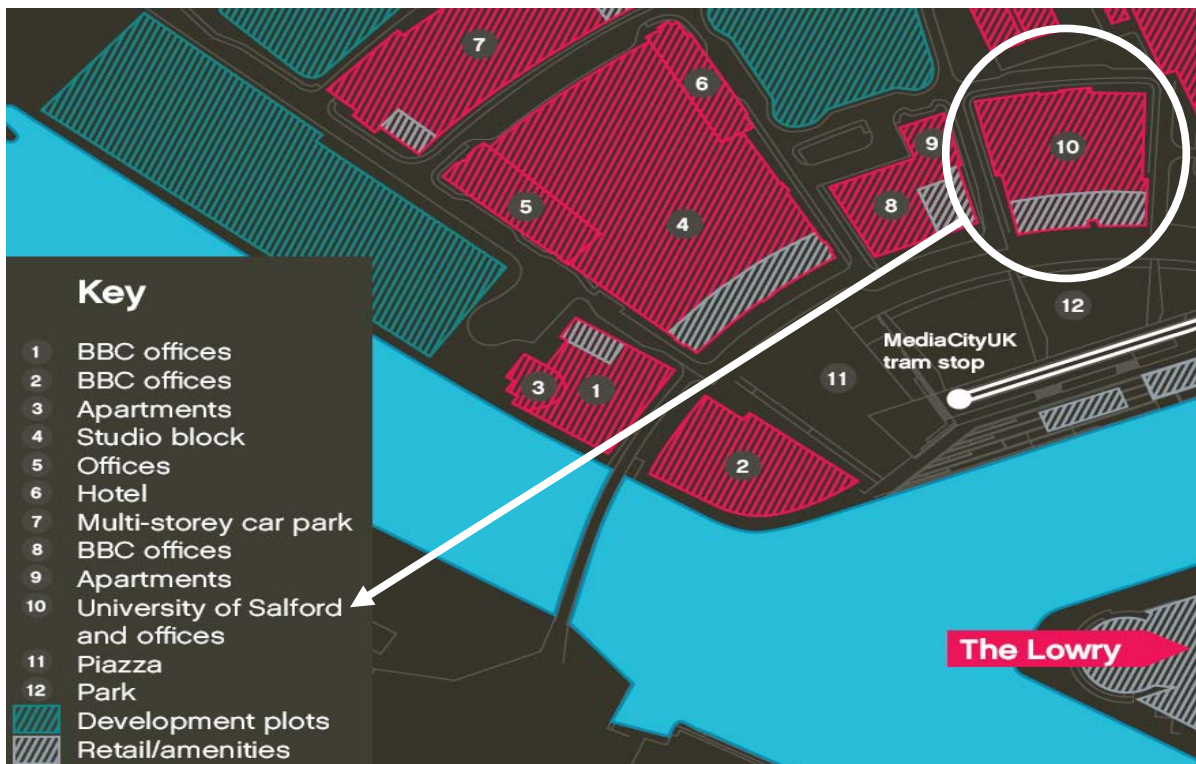 7
6
9
10
5
8
4
Key
12
MediaCityUK
tram stop
11
3
1
2
1 BBC offices
2 BBC offices
3 Apartments
4 Studio block
5 Offices
6 Hotel
7 Multi-storey car park
8 BBC offices
9 Apartments
10 University of Salford
and offices
11 Piazza
12 Park
Development plots
Retail/amenities
The Lowry